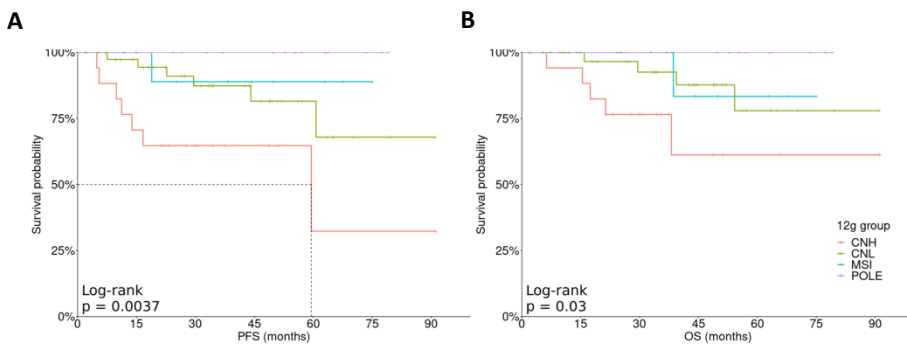 A
Survival probability
100%
75%
50%
25%
0%
Log-rank
p = 0.0037
0 15 30 45 60 75 90
PFS (months)
B
Survival probability
100%
75%
50%
25%
0%
12g group
CNH
CNL
MSI
POLE
Log-rank
p = 0.03
0 15 30 45 60 75 90
OS (months)